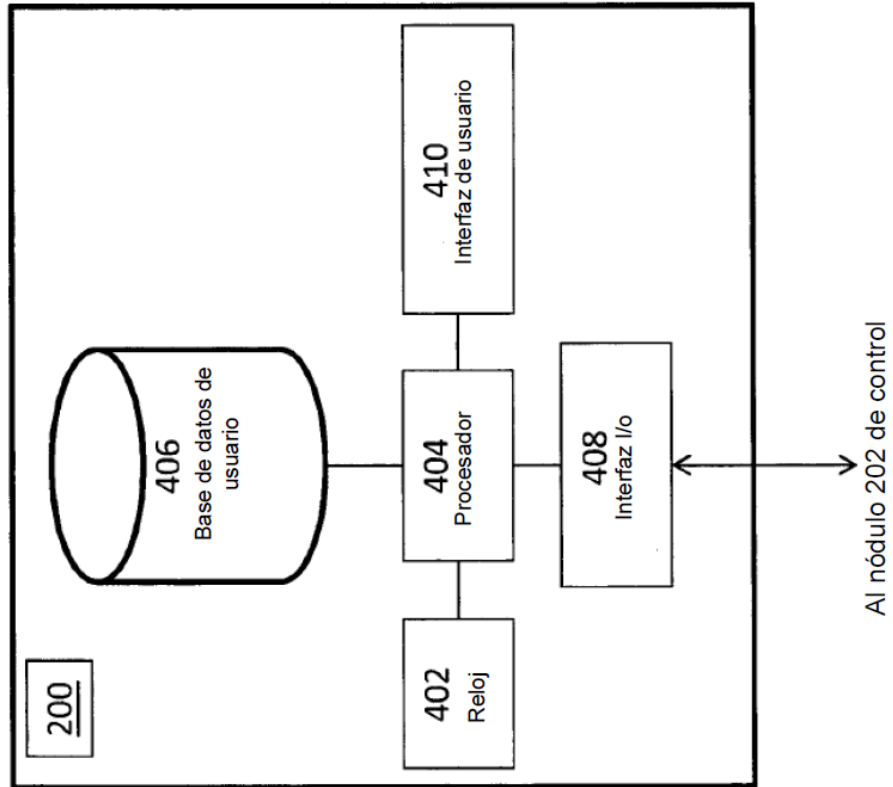 200
406
Base de datos de
usuario
402
Reloj
404
Procesador
410
Interfaz de usuario
408
Interfaz I/o
Al nódulo 202 de control